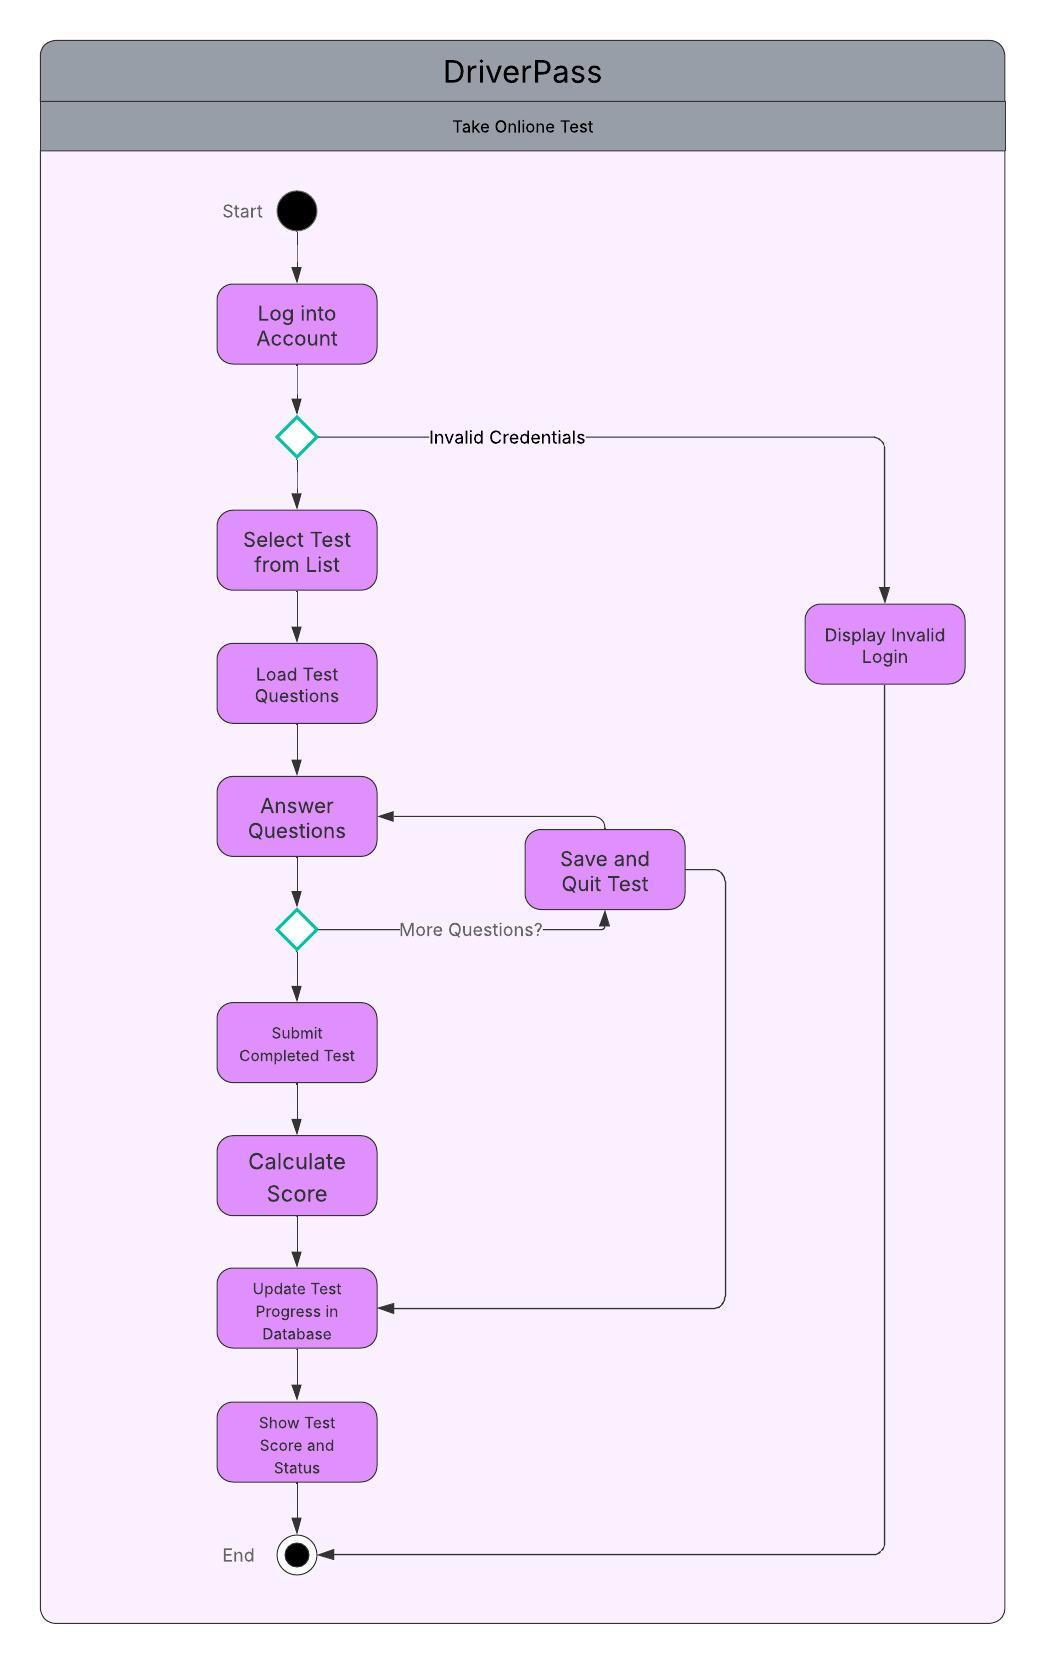 DriverPass
Take Onlione Test
Start
Log into
Account
Invalid Credentials
Select Test
from List
Display Invalid
Login
Load Test
Questions
Answer
Questions
Save and
Quit Test
More Questions?
Submit
Completed Test
Calculate
Score
Update Test
Progress in
Database
Show Test
Score and
Status
End